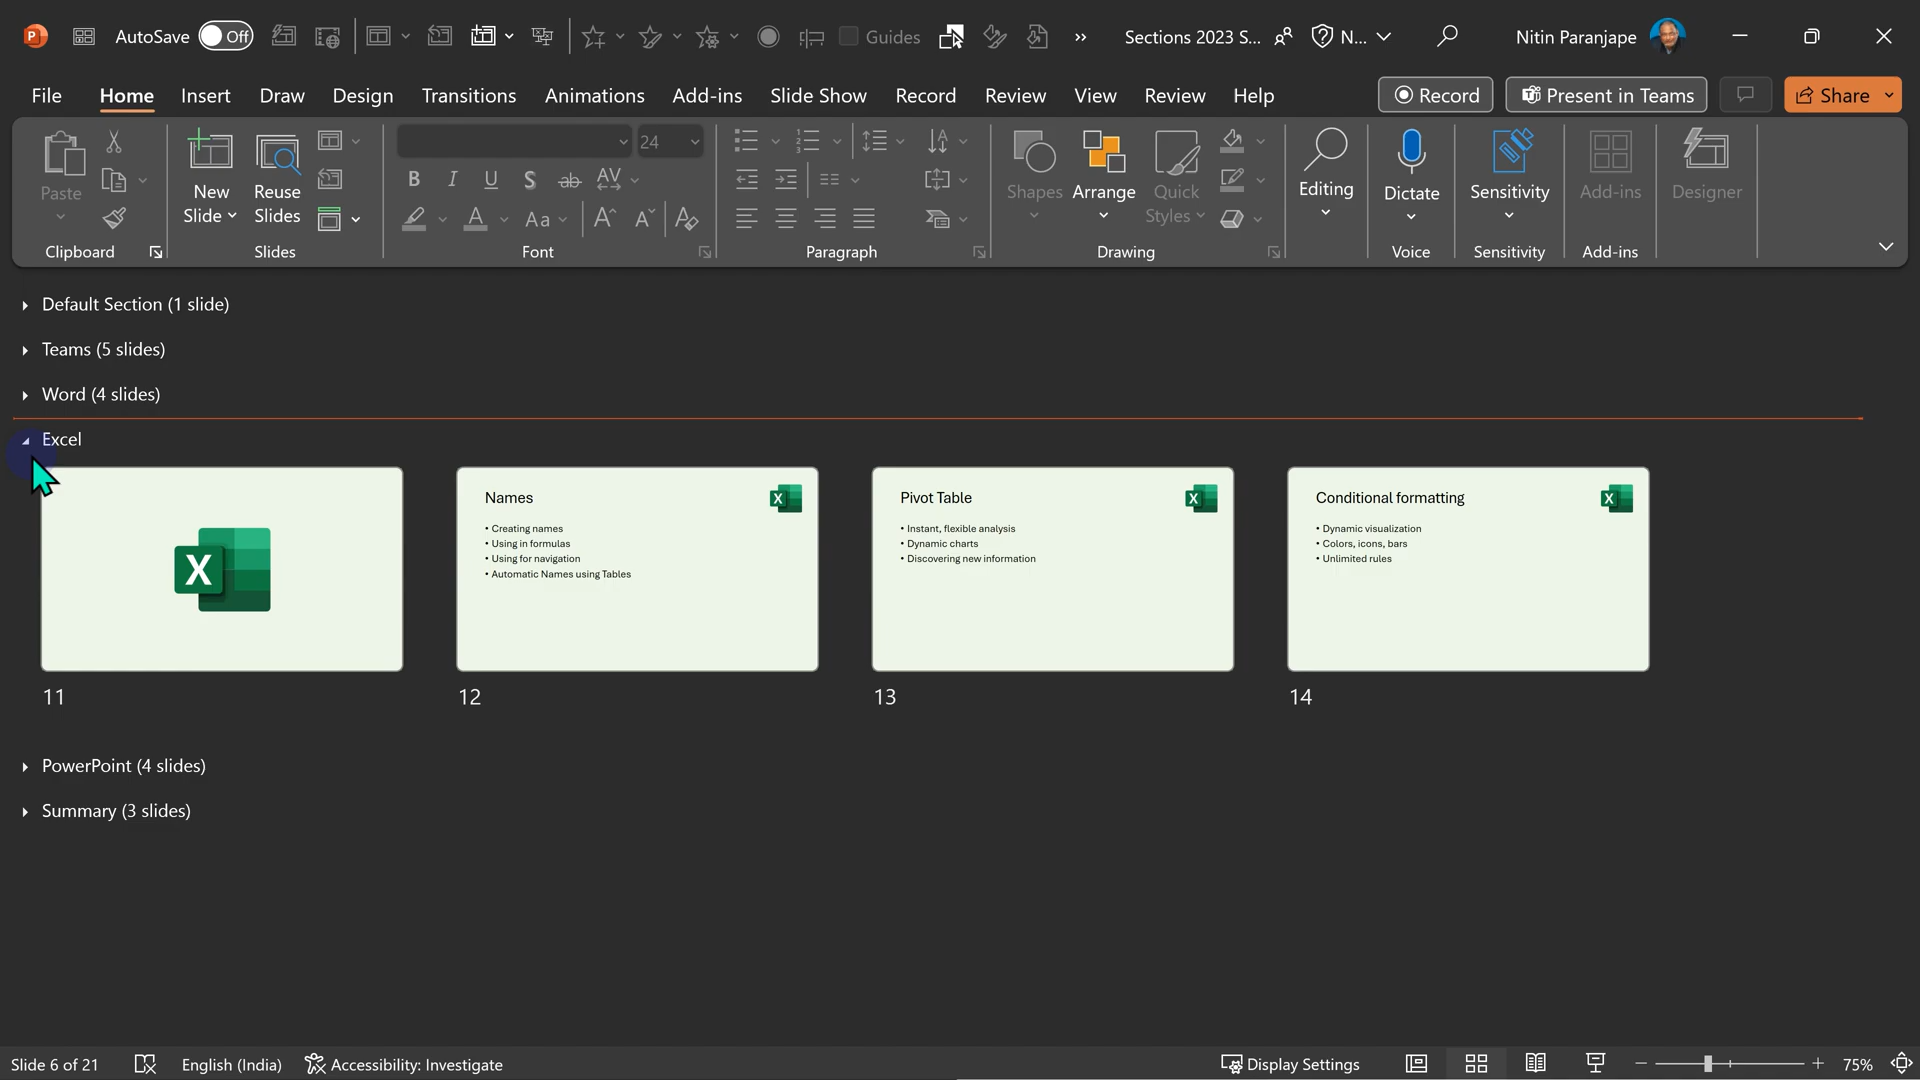 AutoSave Off Guides Sections 2023 S... N... Nitin Paranjape
File Home Insert Draw Design Transitions Animations Add-ins Slide Show Record Review View Review Help Record Present in Teams Share
Paste
New Slide
Reuse Slides
24
Shapes
Arrange
Quick Styles
Editing
Dictate
Sensitivity
Add-ins
Designer
Clipboard Slides Font Paragraph Drawing Voice Sensitivity Add-ins
Default Section (1 slide)
Teams (5 slides)
Word (4 slides)
Excel
X
Names
• Creating names
• Using in formulas
• Using for navigation
• Automatic Names using Tables
X
Pivot Table
• Instant, flexible analysis
• Dynamic charts
• Discovering new information
X
Conditional formatting
• Dynamic visualization
• Colors, icons, bars
• Unlimited rules
X
11 12 13 14
PowerPoint (4 slides)
Summary (3 slides)
Slide 6 of 21 English (India) Accessibility: Investigate Display Settings 75%